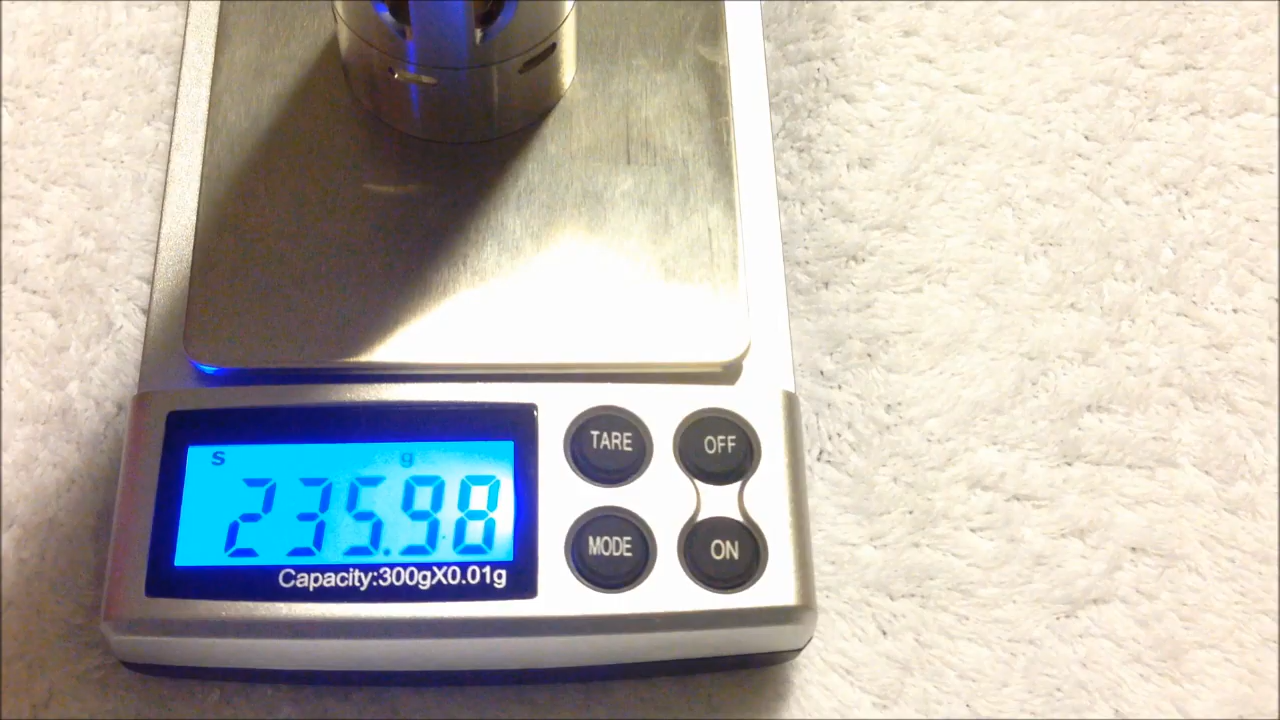 S g
235.98
Capacity:300gX0.01g
TARE OFF
MODE ON